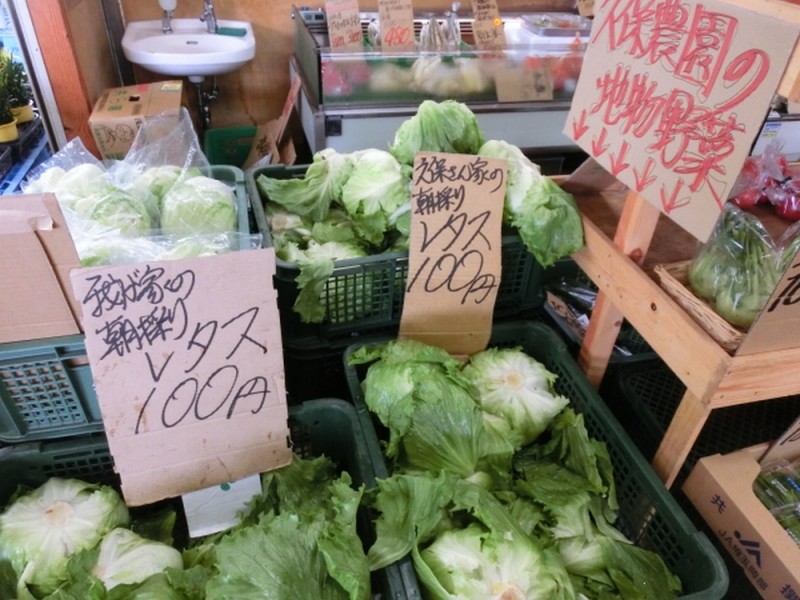 久保農園の
地物野菜
久保さん家の
朝採り
レタス
100円
我が家の
朝採り
レタス
100円